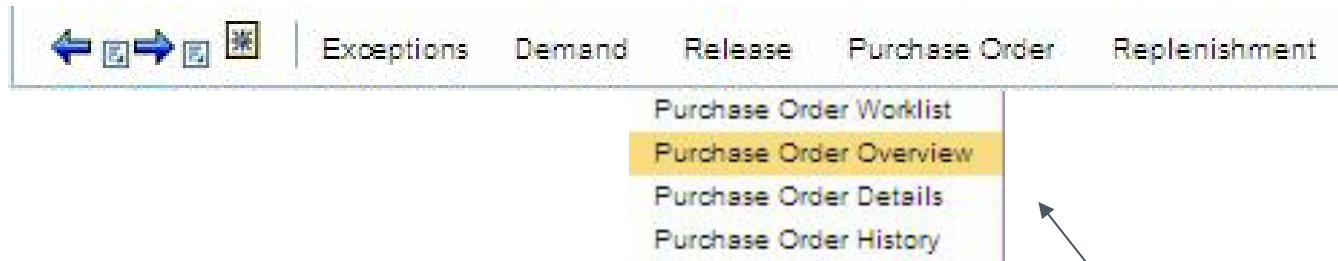 Exceptions Demand Release Purchase Order Replenishment
Purchase Order Worklist
Purchase Order Overview
Purchase Order Details
Purchase Order History